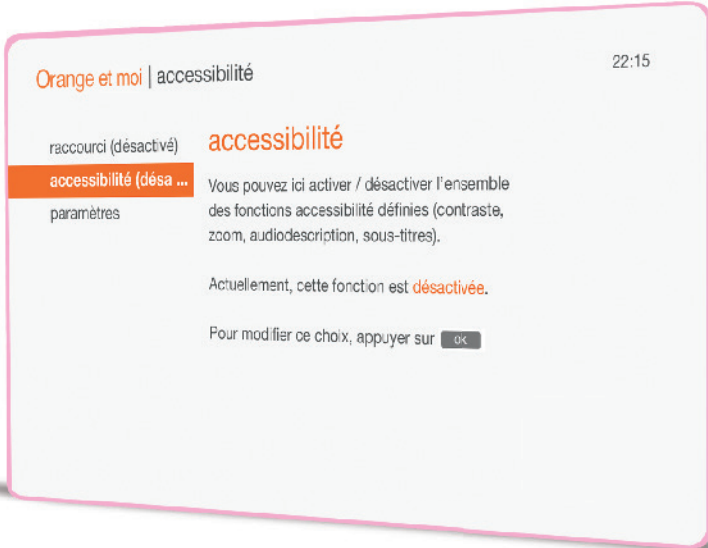 Orange et moi | accessibilité
22:15
raccourci (désactivé)
accessibilité (désa ...
paramètres
accessibilité
Vous pouvez ici activer / désactiver l'ensemble
des fonctions accessibilité définies (contraste,
zoom, audiodescription, sous-titres).
Actuellement, cette fonction est désactivée.
Pour modifier ce choix, appuyer sur ok